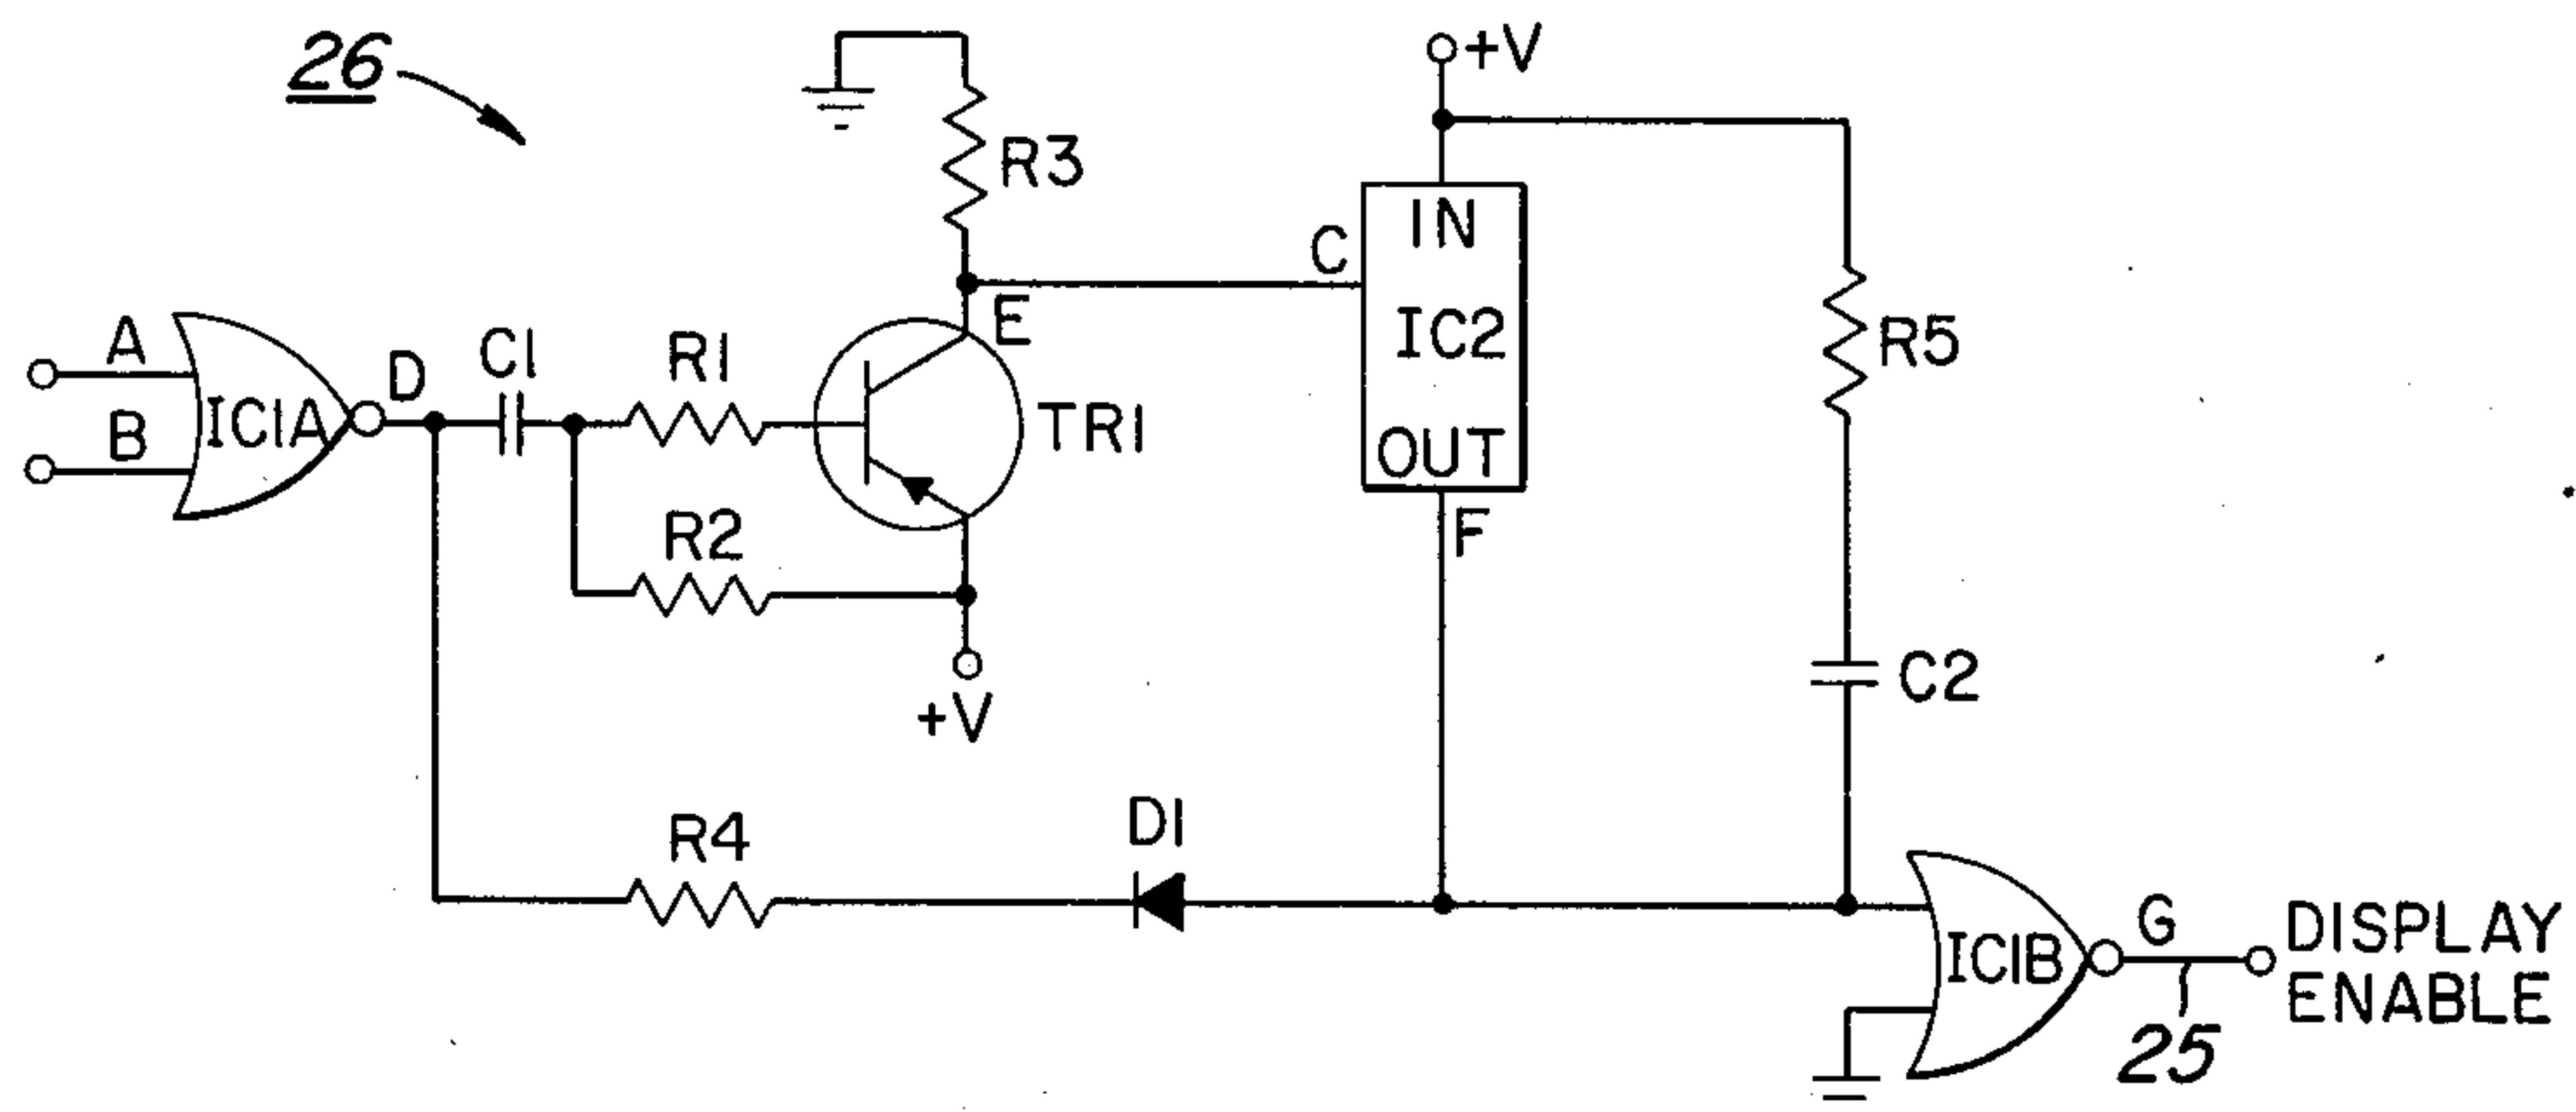 26
+V
R3
IN
C
IC2
R5
E
A
D
C1
R1
TR1
B
IC1A
OUT
F
R2
C2
+V
D1
R4
G
DISPLAY
ENABLE
IC1B
25